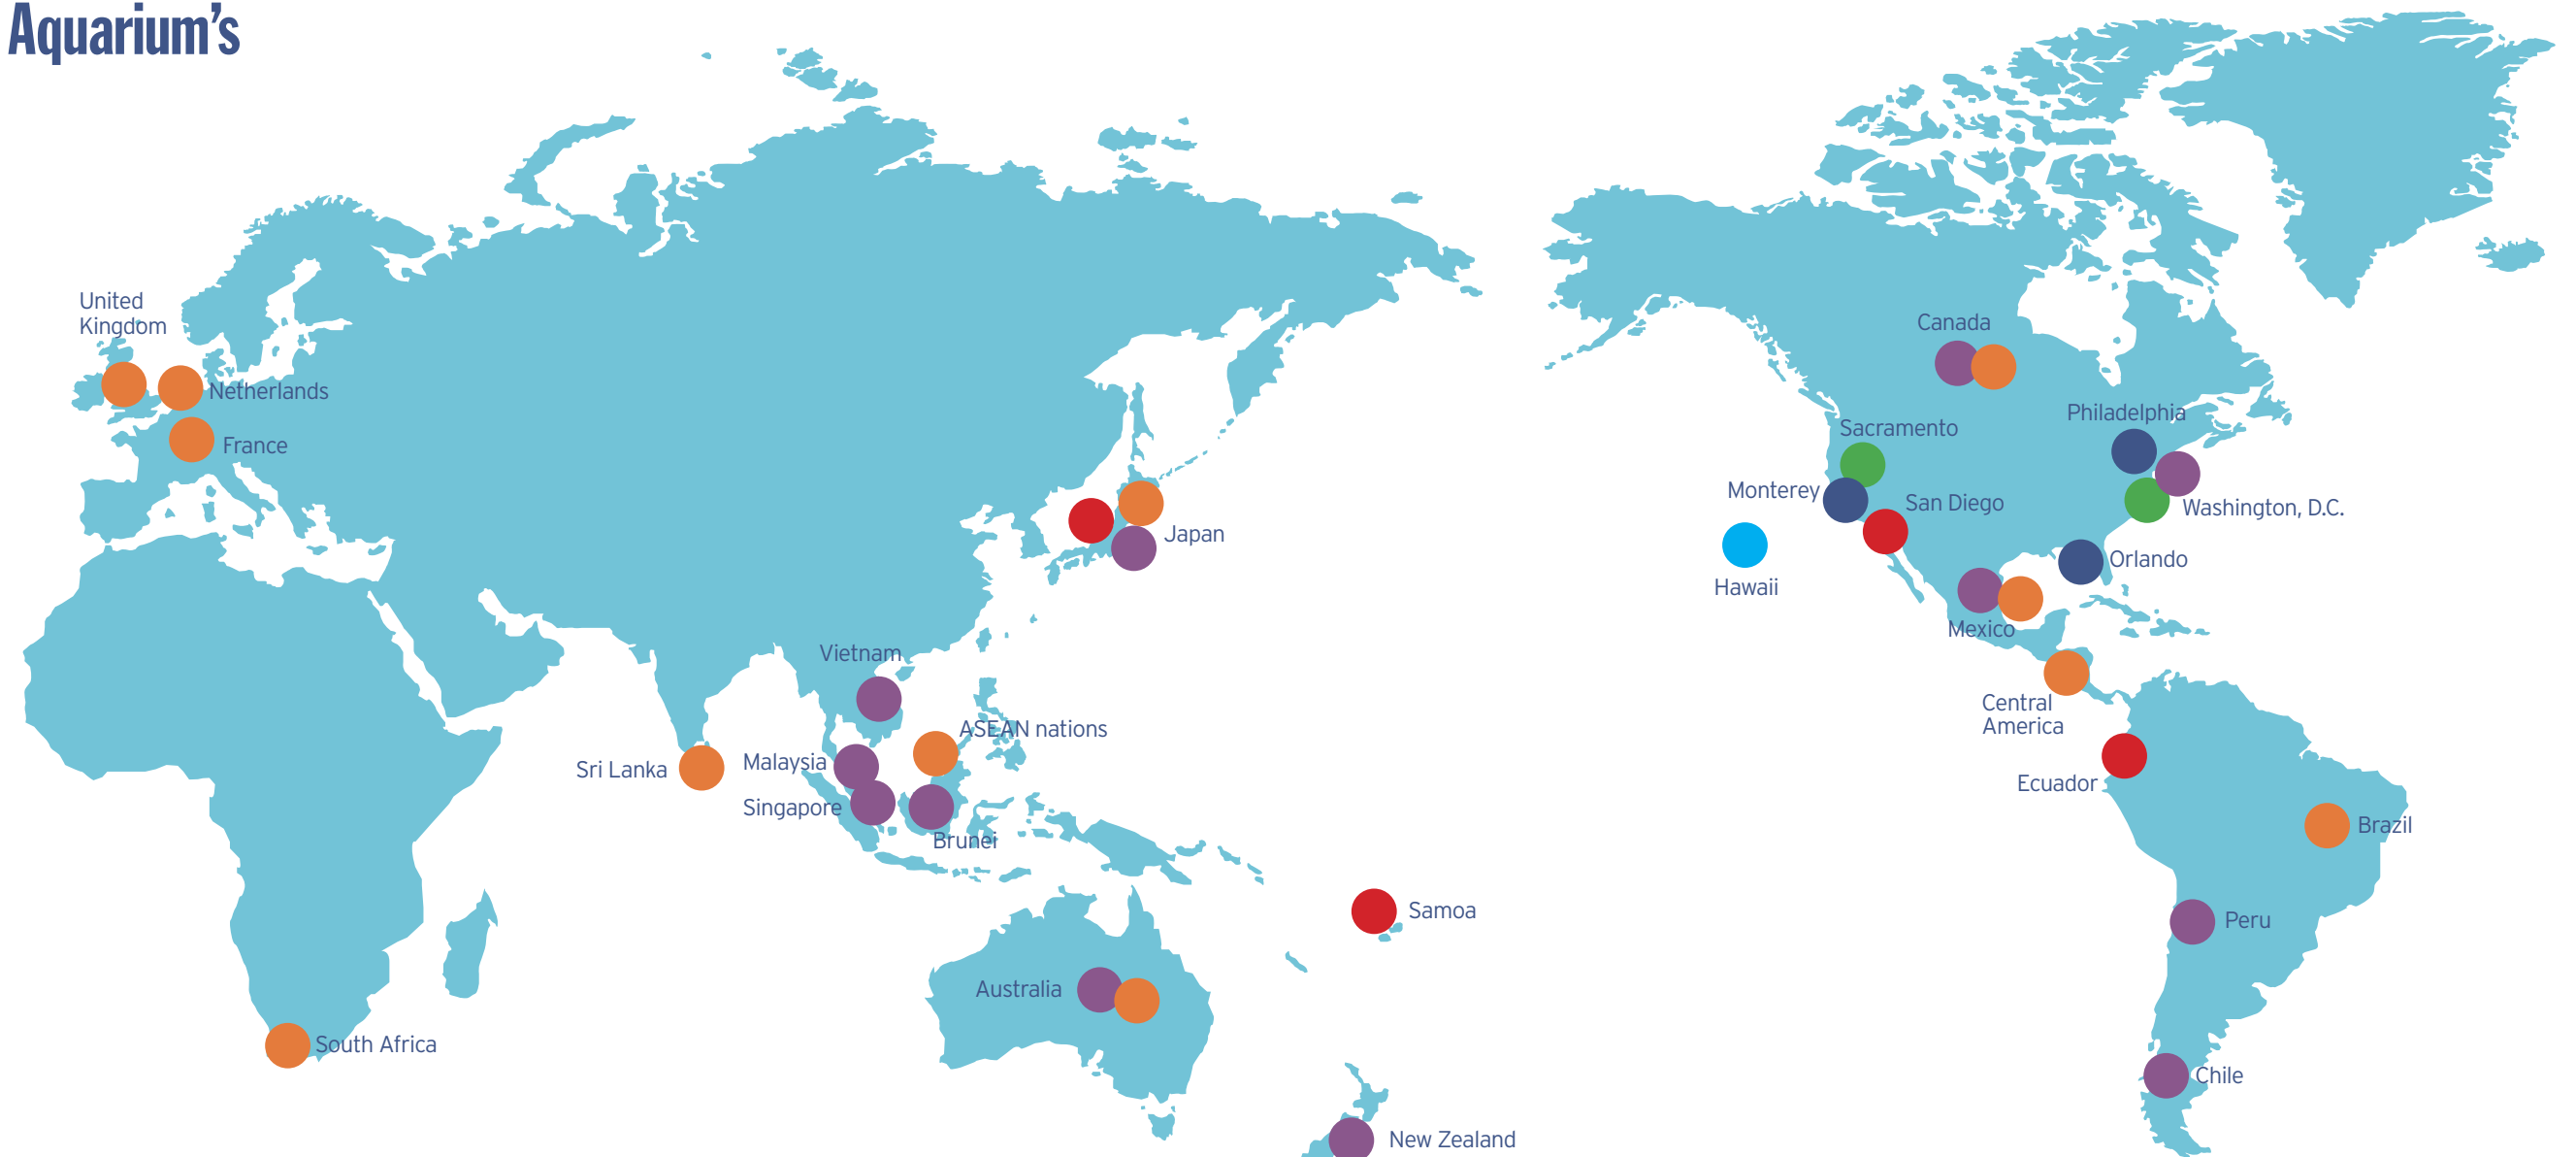 Aquarium's
United
Kingdom
Netherlands
France
Canada
Philadelphia
Sacramento
Monterey
San Diego
Washington, D.C.
Japan
Orlando
Hawaii
Mexico
Vietnam
Central
America
ASEAN nations
Malaysia
Sri Lanka
Singapore
Ecuador
Brunei
Brazil
Samoa
Peru
Australia
South Africa
Chile
New Zealand